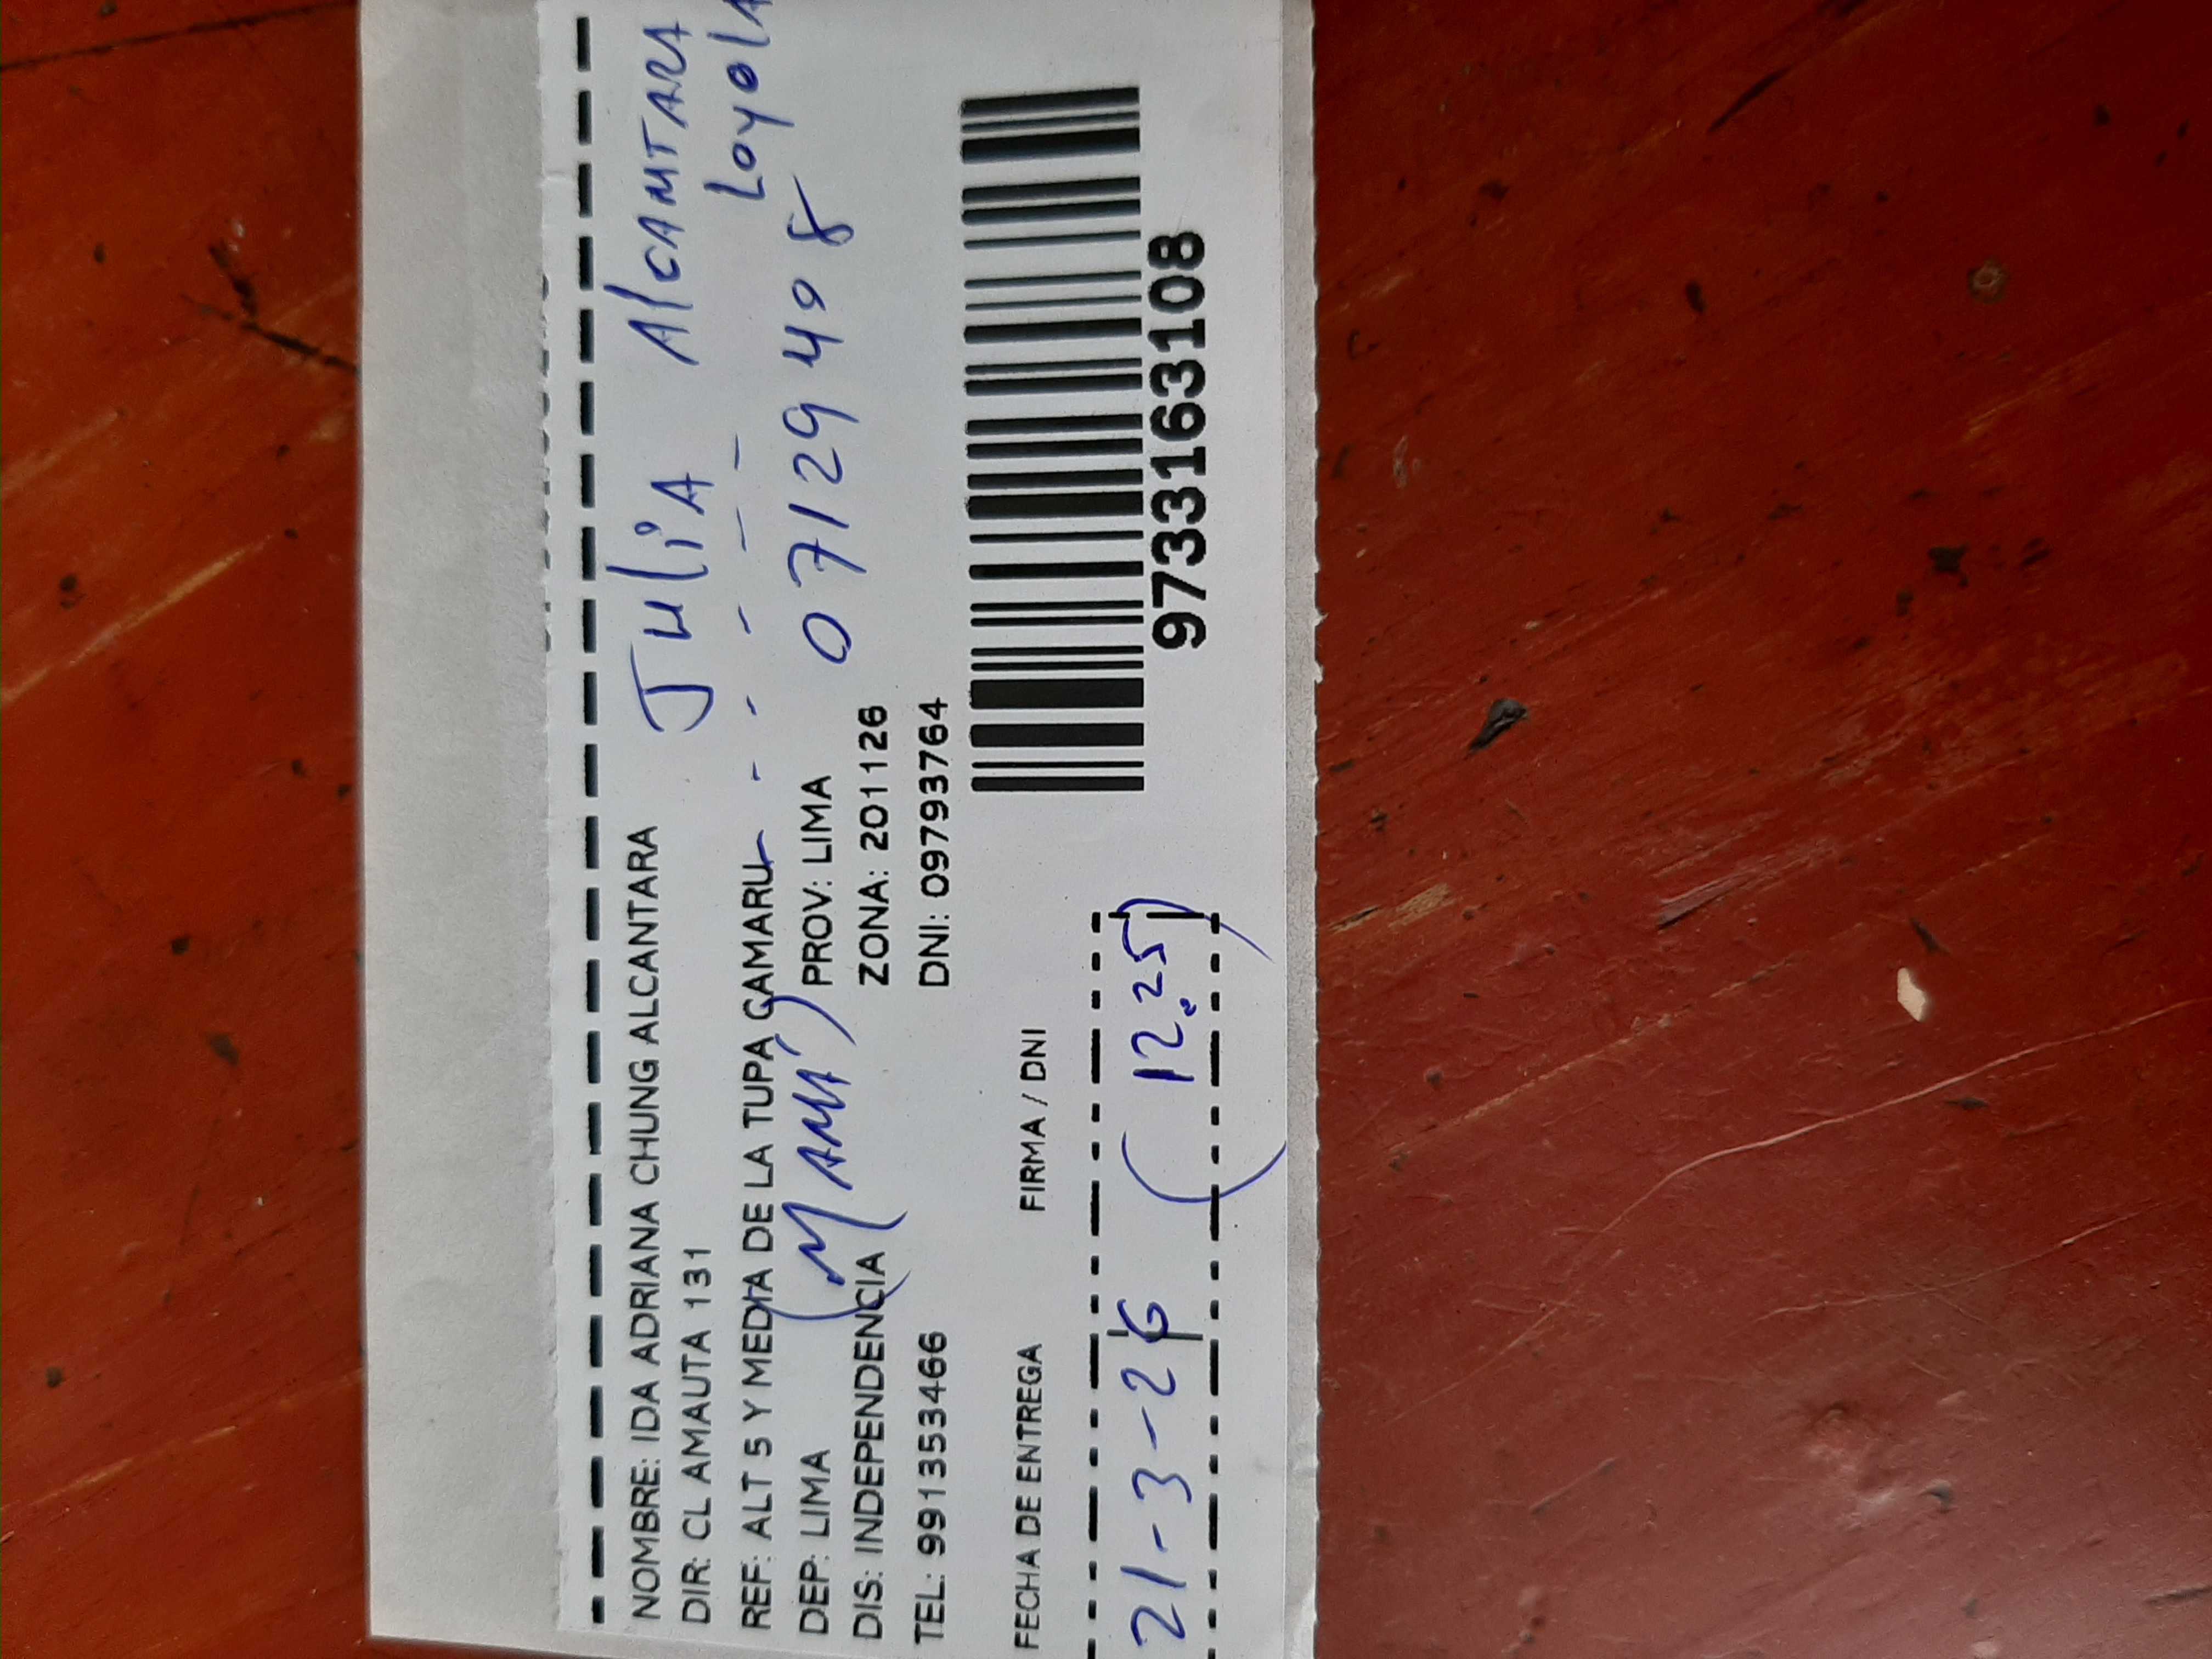 NOMBRE: IDA ADRIANA CHUNG ALCANTARA
JuliA AlcAMTARA
DIR: CL AMAUTA 131
LoyolA
REF: ALT 5 Y MEDIA DE LA TUPA CAMARU
(MAMÁ)
DEP: LIMA PROV: LIMA
07129498
DIS: INDEPENDENCIA ZONA: 201126
TEL: 991353466 DNI: 09793764
FECHA DE ENTREGA FIRMA / DNI
21-3-26 (12:25)
9733163108